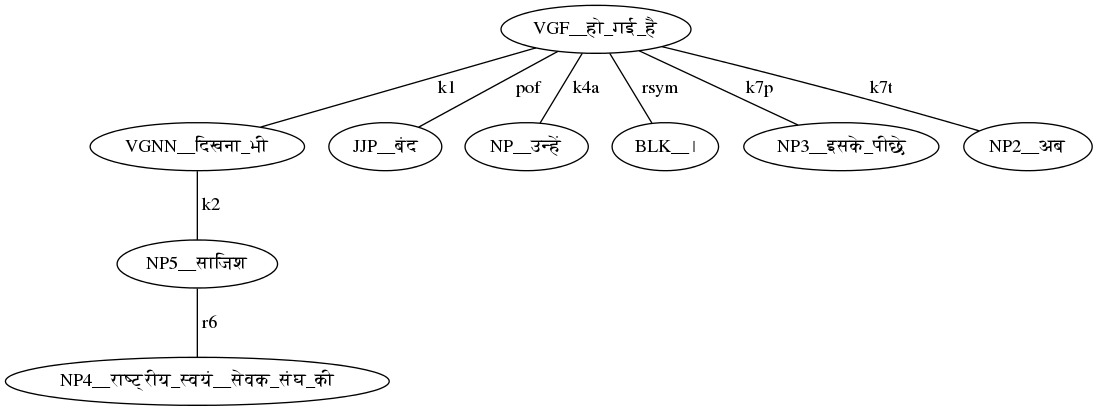 VGF__हो_गई_है
k1 pof k4a rsym k7p k7t
VGNN__दिखना_भी JJP__बंद NP__उन्हें BLK__। NP3__इसके_पीछे NP2__अब
k2
NP5__साजिश
r6
NP4__राष्ट्रीय_स्वयं__सेवक_संघ_की